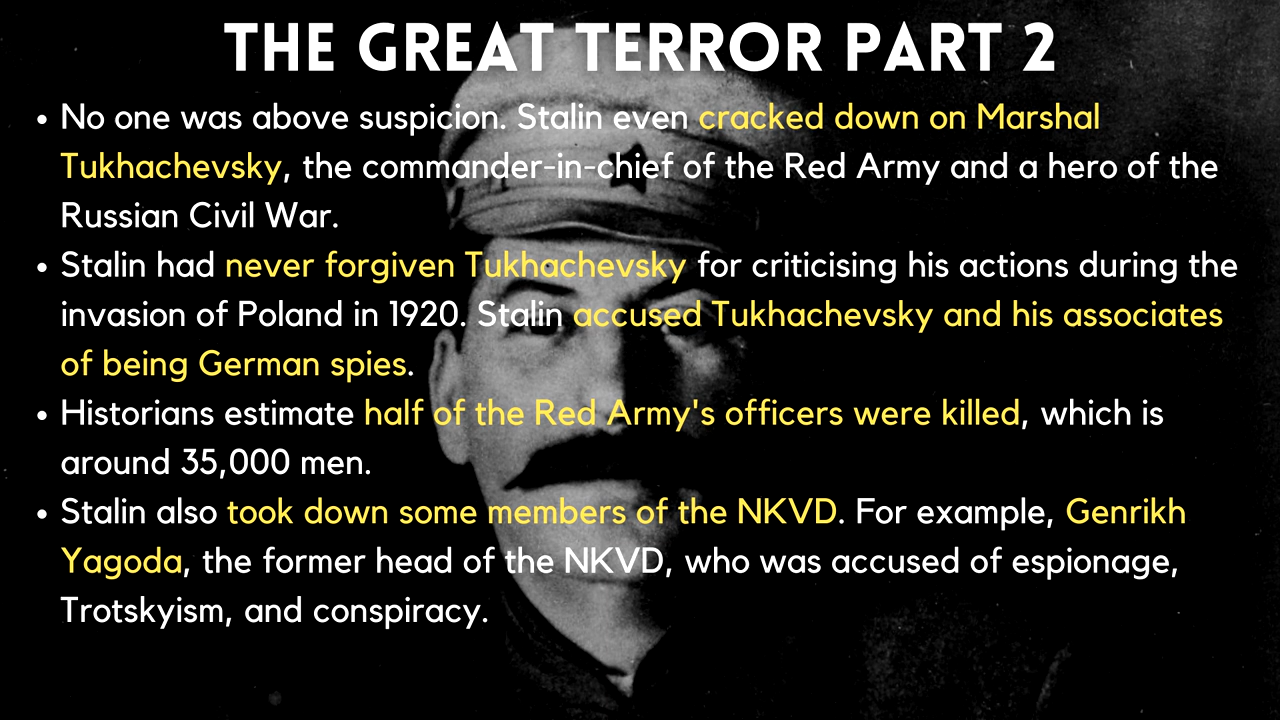 THE GREAT TERROR PART 2
• No one was above suspicion. Stalin even cracked down on Marshal
Tukhachevsky, the commander-in-chief of the Red Army and a hero of the
Russian Civil War.
• Stalin had never forgiven Tukhachevsky for criticising his actions during the
invasion of Poland in 1920. Stalin accused Tukhachevsky and his associates
of being German spies.
• Historians estimate half of the Red Army's officers were killed, which is
around 35,000 men.
• Stalin also took down some members of the NKVD. For example, Genrikh
Yagoda, the former head of the NKVD, who was accused of espionage,
Trotskyism, and conspiracy.